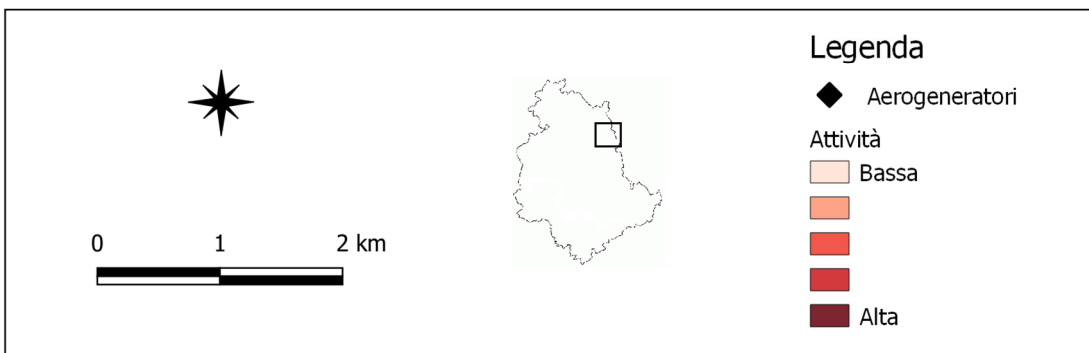 Legenda
Aerogeneratori
Attività
Bassa
Alta
0 1 2 km